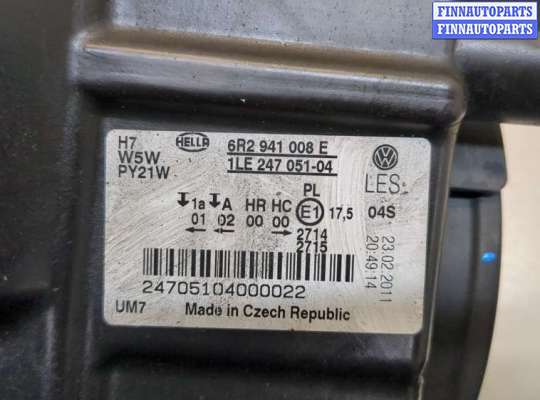 FINNAUTOPARTS
FINNAUTOPARTS
H7
W5W
PY21W
HELLA
6R2 941 008 E
1LE 247 051-04
VW
LES
PL
1a A HR HC E1 17,5 04S
01 02 00 00
2714
2715
23.02.2011
20:49:14
24705104000022
UM7 Made in Czech Republic